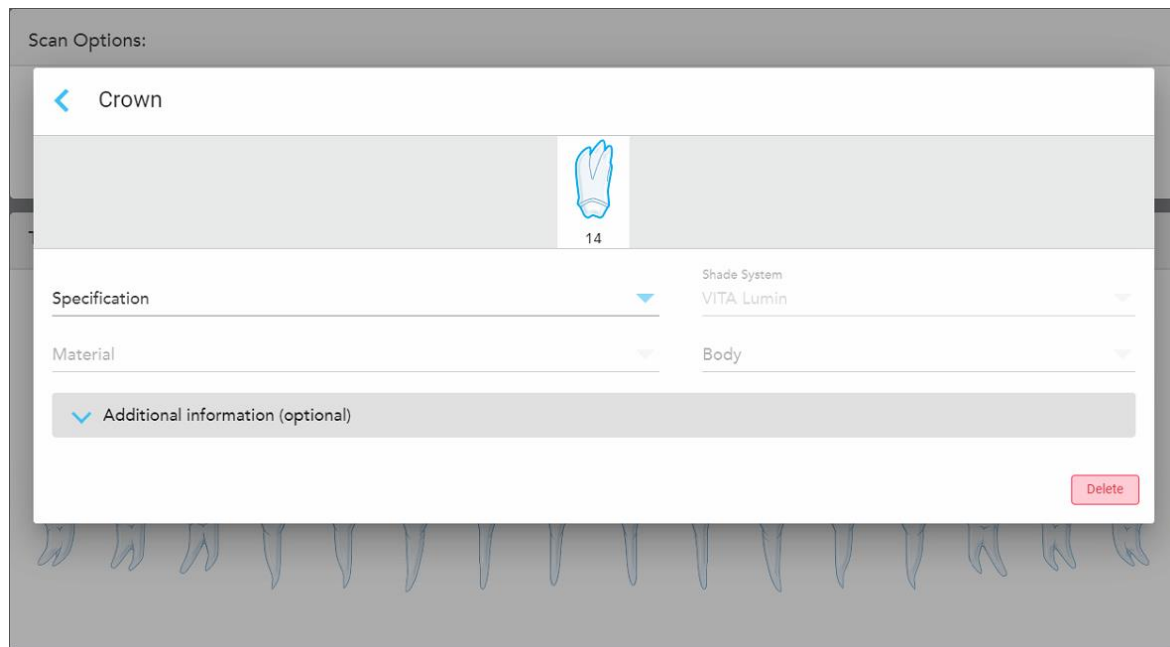 Scan Options:
Crown
14
Specification
Shade System
VITA Lumin
Material
Body
Additional information (optional)
Delete